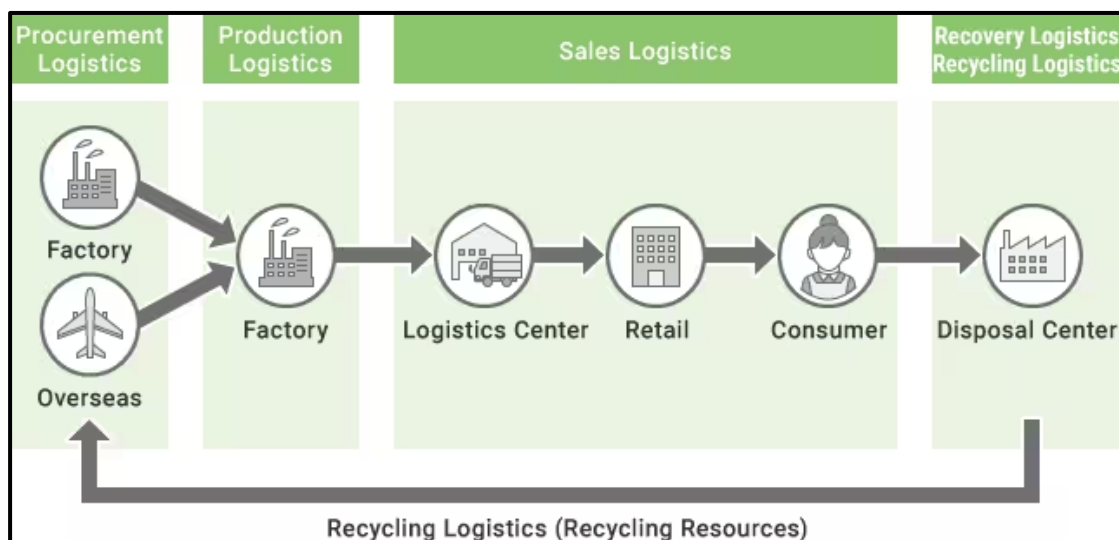 Procurement
Logistics
Production
Logistics
Sales Logistics
Recovery Logistics
Recycling Logistics
Factory
Overseas
Factory
Logistics Center
Retail
Consumer
Disposal Center
Recycling Logistics (Recycling Resources)